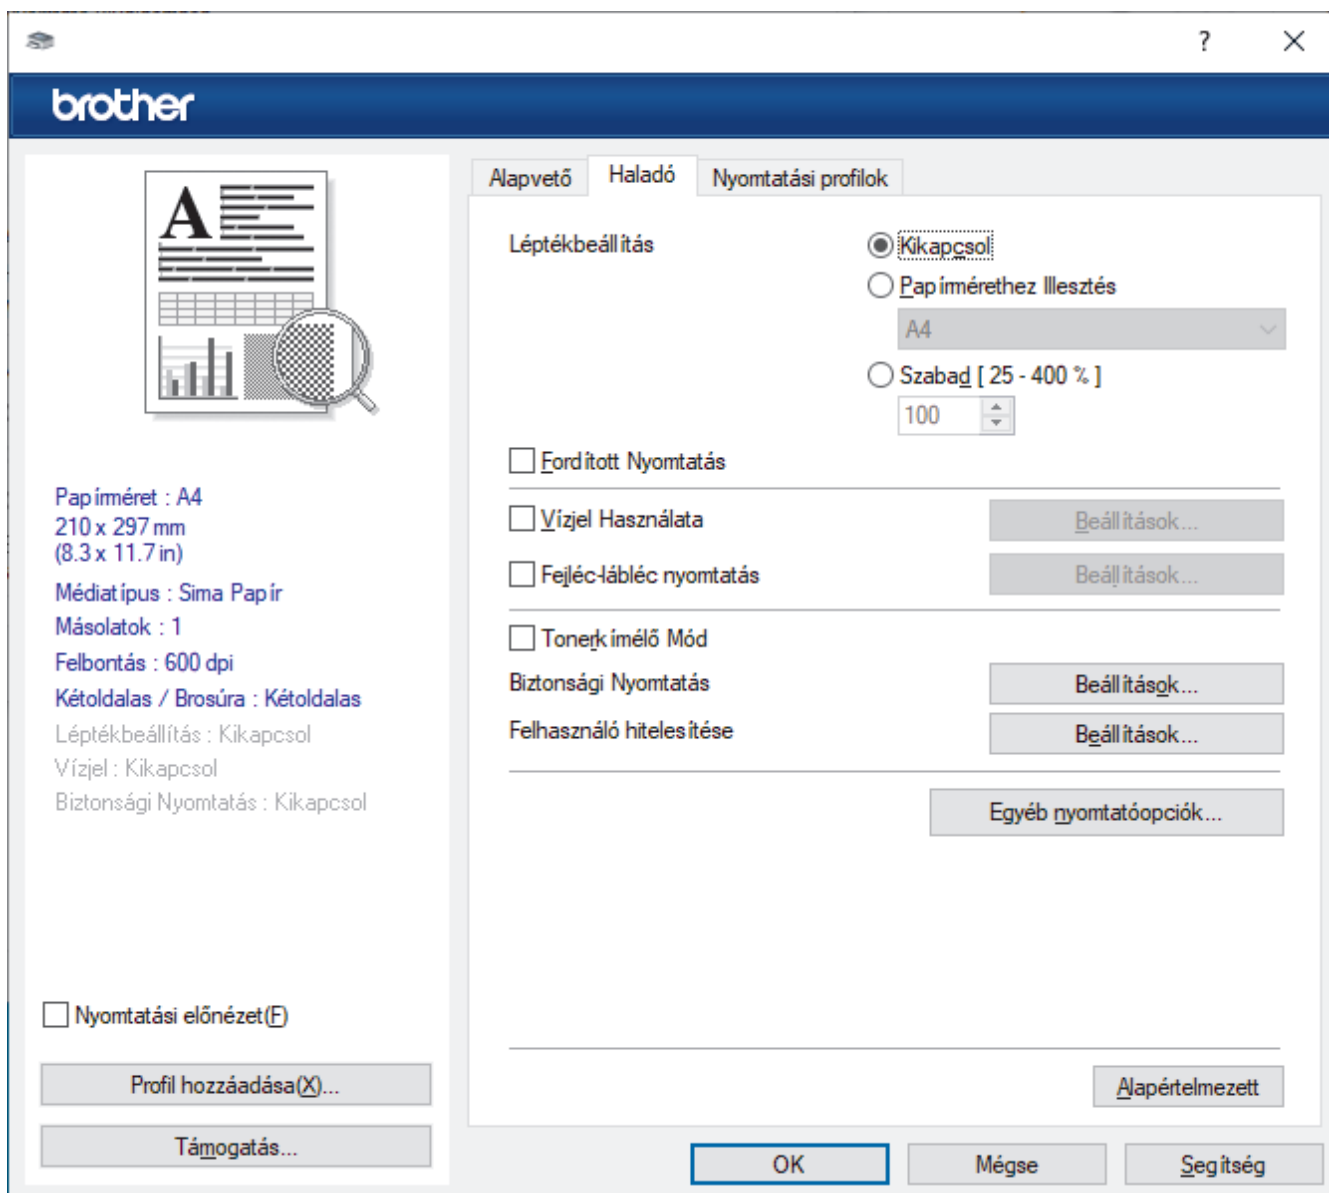 ?
brother
Alapvető
Haladó
Nyomtatási profilok
A
Papírméret : A4
210 x 297 mm
(8.3 x 11.7 in)
Médiatípus : Sima Papír
Másolatok : 1
Felbontás : 600 dpi
Kétoldalas / Brosúra : Kétoldalas
Léptékbeállítás : Kikapcsol
Vízjel : Kikapcsol
Biztonsági Nyomtatás : Kikapcsol
Nyomtatási előnézet(F)
Profil hozzáadása(X)...
Támogatás...
Léptékbeállítás
Kikapcsol
Papírmérethez Illesztés
A4
Szabad [ 25 - 400 % ]
100
Fordított Nyomtatás
Vízjel Használata
Beállítások...
Fejléc-lábléc nyomtatás
Beállítások...
Tonerkímélő Mód
Biztonsági Nyomtatás
Beállítások...
Felhasználó hitelesítése
Beállítások...
Egyéb nyomtatóopciók...
Alapértelmezett
OK
Mégse
Segítség